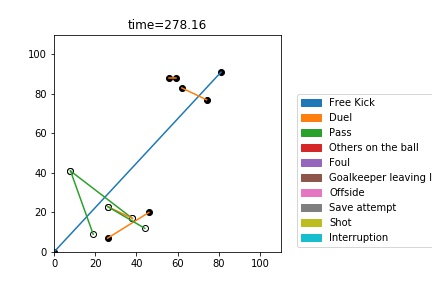 time=278.16
100
80
60
40
20
0
0 20 40 60 80 100
Free Kick
Duel
Pass
Others on the ball
Foul
Goalkeeper leaving l
Offside
Save attempt
Shot
Interruption